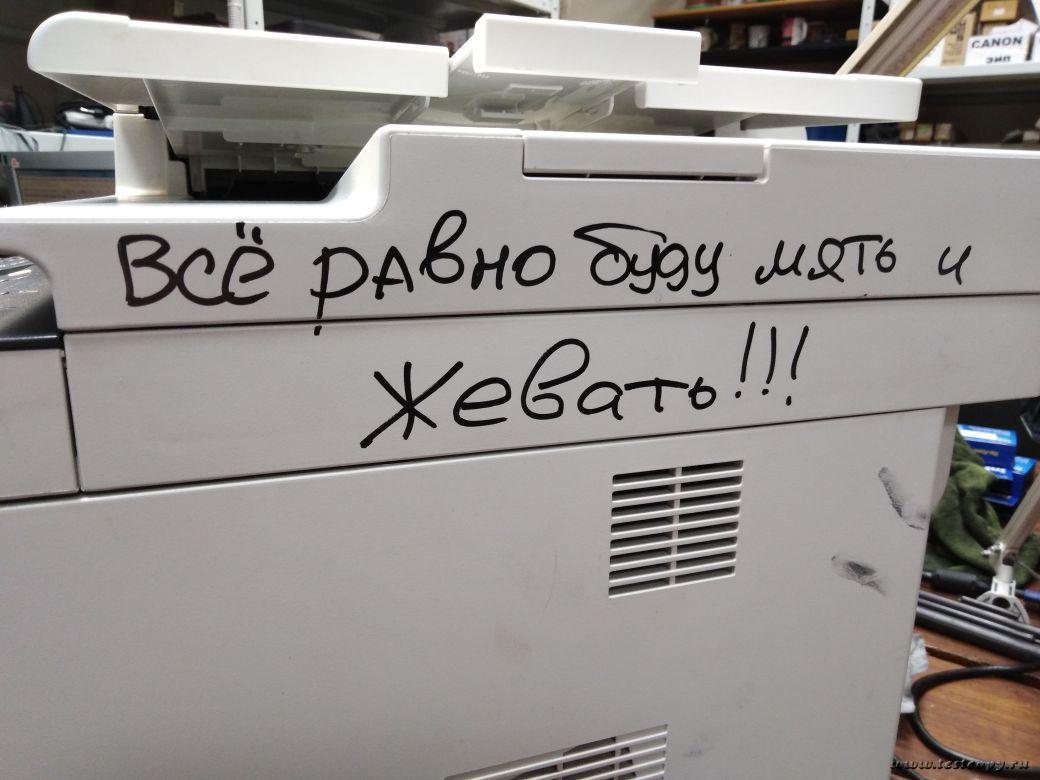 CANON
ЗИП
Всё равно буду мять и
Жевать!!!